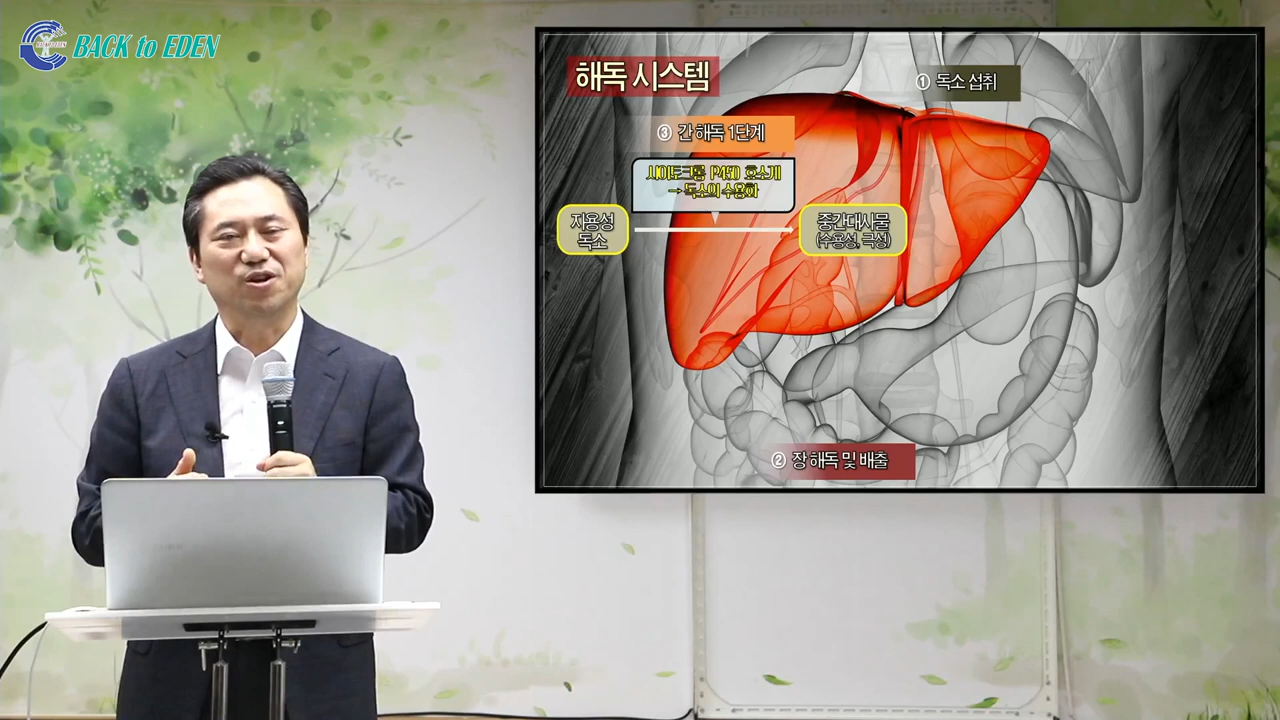 BACK to EDEN
해독 시스템
① 독소 섭취
③ 간 해독 1단계
사이토크롬 P450 효소계
→ 독소의 수용화
지용성
독소
중간대사물
(수용성, 극성)
② 장 해독 및 배출